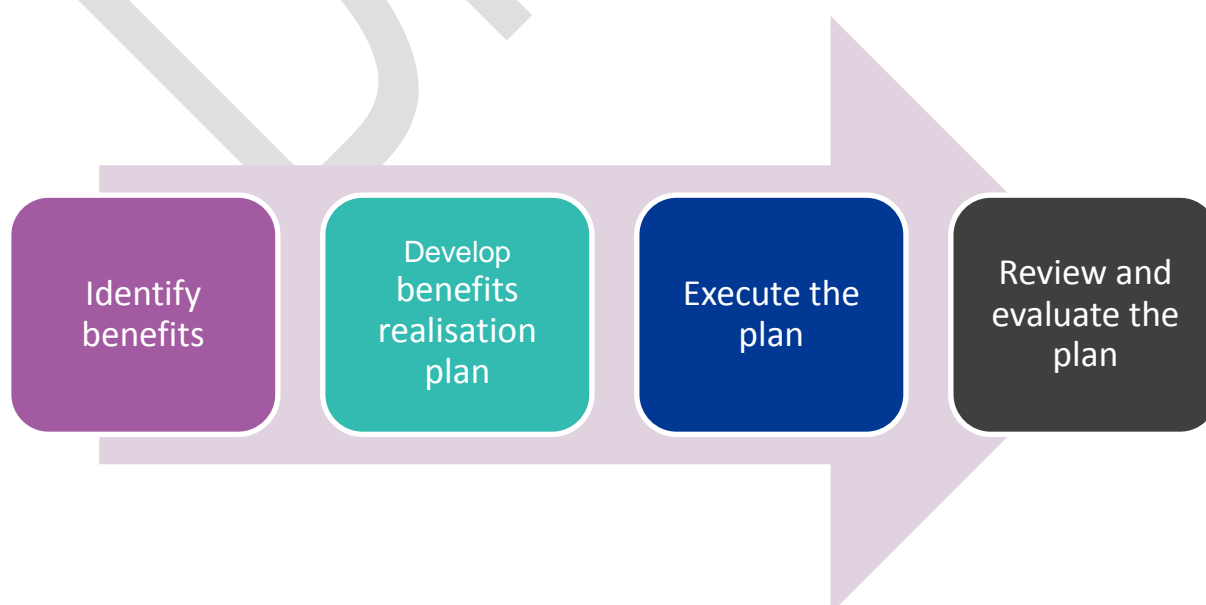 Identify
benefits
Develop
benefits
realisation
plan
Execute the
plan
Review and
evaluate the
plan